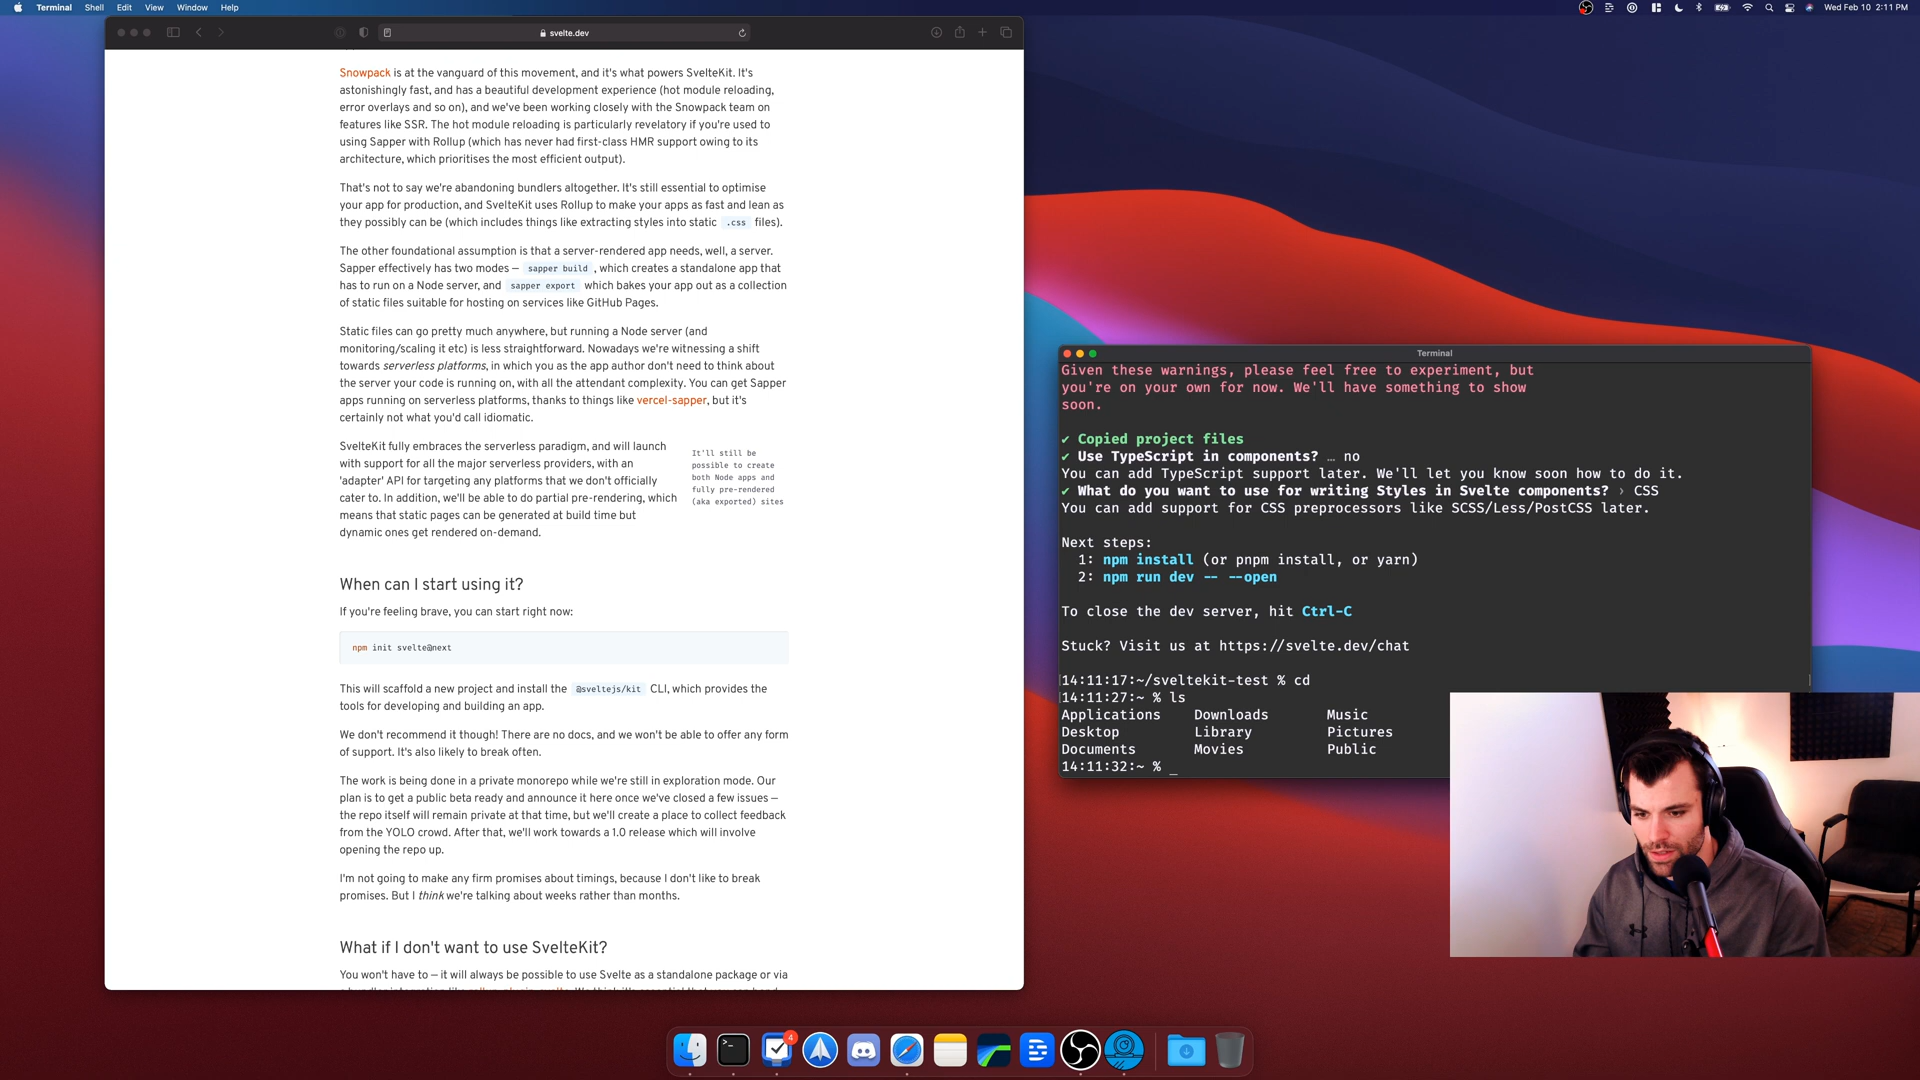 Terminal Shell Edit View Window Help
Wed Feb 10 2:11 PM
svelte.dev
Snowpack is at the vanguard of this movement, and it's what powers SvelteKit. It's
astonishingly fast, and has a beautiful development experience (hot module reloading,
error overlays and so on), and we've been working closely with the Snowpack team on
features like SSR. The hot module reloading is particularly revelatory if you're used to
using Sapper with Rollup (which has never had first-class HMR support owing to its
architecture, which prioritises the most efficient output).
That's not to say we're abandoning bundlers altogether. It's still essential to optimise
your app for production, and SvelteKit uses Rollup to make your apps as fast and lean as
they possibly can be (which includes things like extracting styles into static .css files).
The other foundational assumption is that a server-rendered app needs, well, a server.
Sapper effectively has two modes — sapper build , which creates a standalone app that
has to run on a Node server, and sapper export which bakes your app out as a collection
of static files suitable for hosting on services like GitHub Pages.
Static files can go pretty much anywhere, but running a Node server (and
monitoring/scaling it etc) is less straightforward. Nowadays we're witnessing a shift
towards serverless platforms, in which you as the app author don't need to think about
the server your code is running on, with all the attendant complexity. You can get Sapper
apps running on serverless platforms, thanks to things like vercel-sapper, but it's
certainly not what you'd call idiomatic.
SvelteKit fully embraces the serverless paradigm, and will launch
with support for all the major serverless providers, with an
'adapter' API for targeting any platforms that we don't officially
cater to. In addition, we'll be able to do partial pre-rendering, which
means that static pages can be generated at build time but
dynamic ones get rendered on-demand.
It'll still be
possible to create
both Node apps and
fully pre-rendered
(aka exported) sites
When can I start using it?
If you're feeling brave, you can start right now:
npm init svelte@next
This will scaffold a new project and install the @sveltejs/kit CLI, which provides the
tools for developing and building an app.
We don't recommend it though! There are no docs, and we won't be able to offer any form
of support. It's also likely to break often.
The work is being done in a private monorepo while we're still in exploration mode. Our
plan is to get a public beta ready and announce it here once we've closed a few issues —
the repo itself will remain private at that time, but we'll create a place to collect feedback
from the YOLO crowd. After that, we'll work towards a 1.0 release which will involve
opening the repo up.
I'm not going to make any firm promises about timings, because I don't like to break
promises. But I think we're talking about weeks rather than months.
What if I don't want to use SvelteKit?
You won't have to — it will always be possible to use Svelte as a standalone package or via
Terminal
Given these warnings, please feel free to experiment, but
you're on your own for now. We'll have something to show
soon.
✔ Copied project files
✔ Use TypeScript in components? … no
You can add TypeScript support later. We'll let you know soon how to do it.
✔ What do you want to use for writing Styles in Svelte components? › CSS
You can add support for CSS preprocessors like SCSS/Less/PostCSS later.
Next steps:
1: npm install (or pnpm install, or yarn)
2: npm run dev -- --open
To close the dev server, hit Ctrl-C
Stuck? Visit us at https://svelte.dev/chat
14:11:17:~/sveltekit-test % cd
14:11:27:~ % ls
Applications Downloads Music
Desktop Library Pictures
Documents Movies Public
14:11:32:~ % _
4